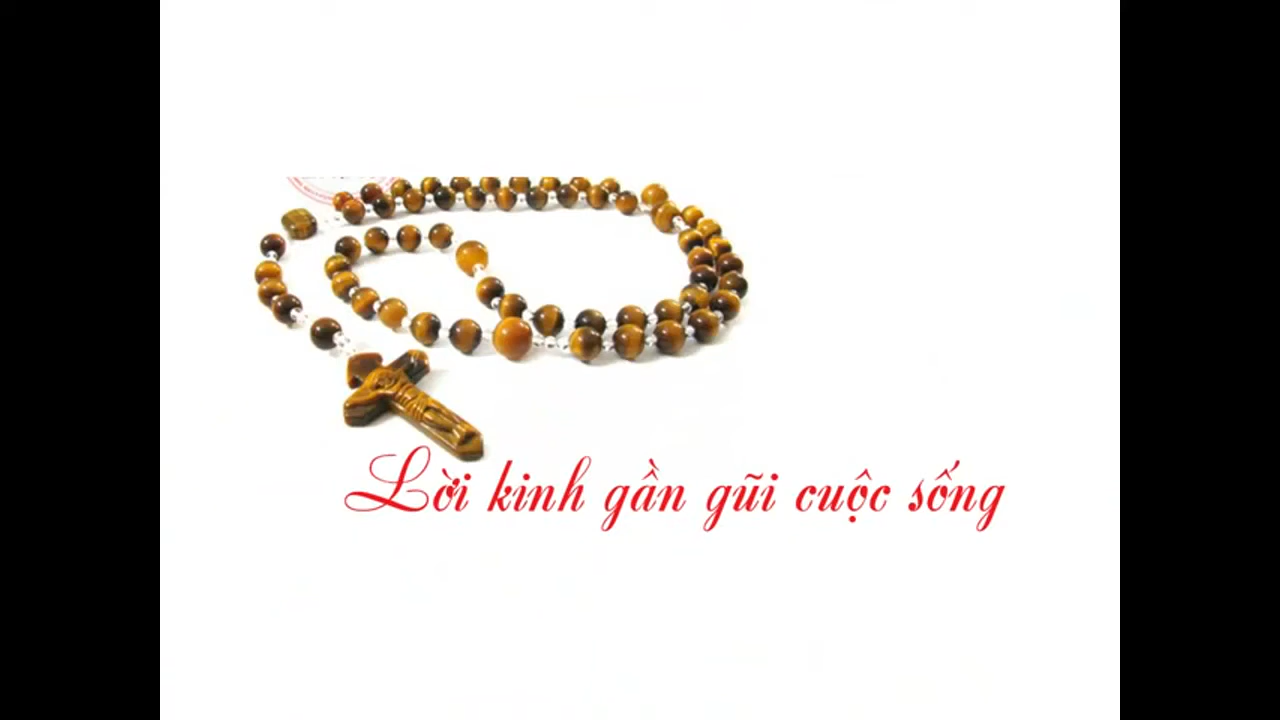 Lời kinh gần gũi cuộc sống